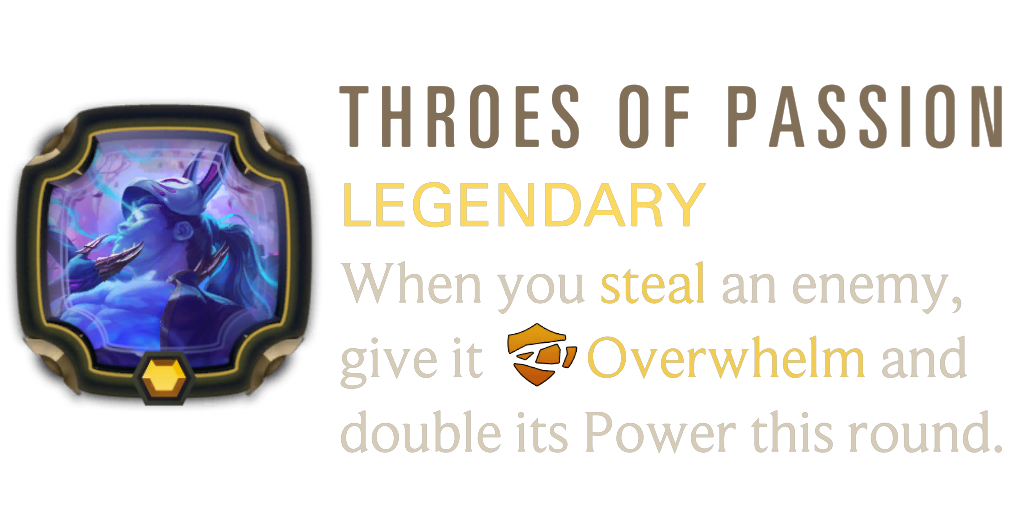 THROES OF PASSION
LEGENDARY
When you steal an enemy,
give it Overwhelm and
double its Power this round.